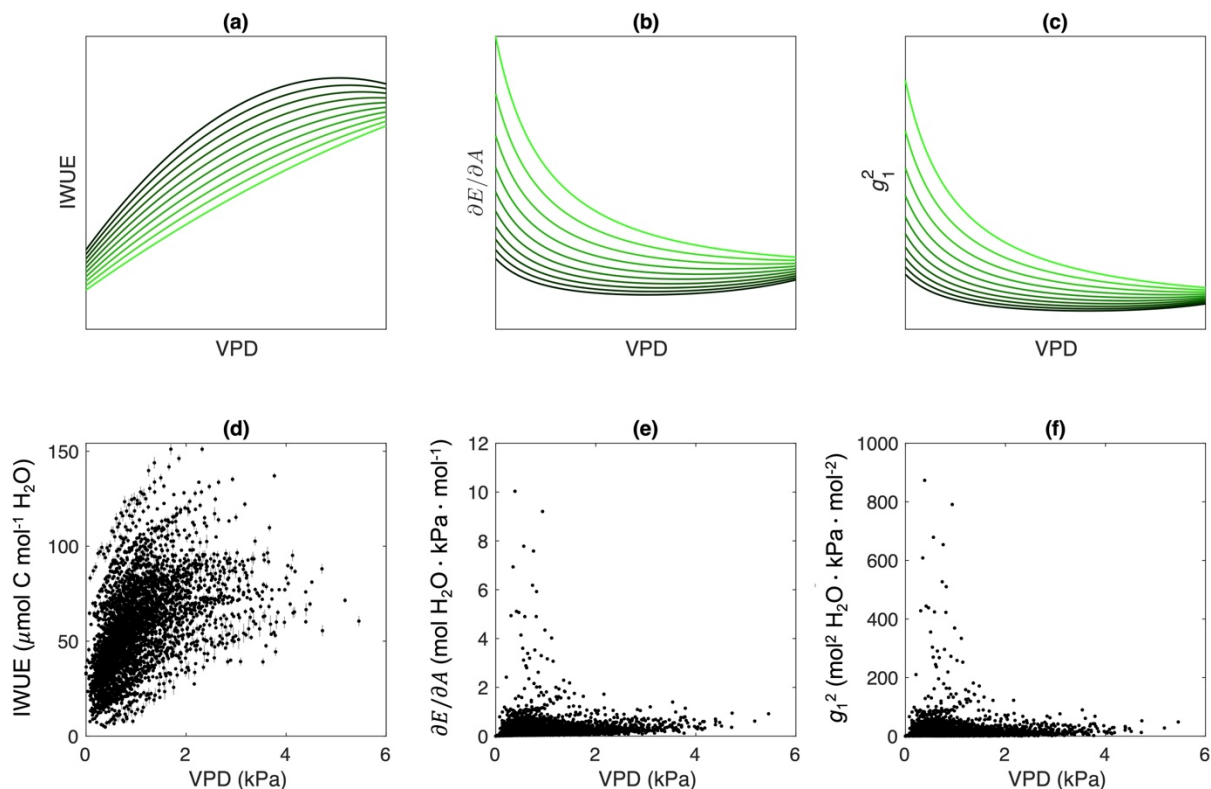 (a)
IWUE
VPD
(b)
∂E/∂A
VPD
(c)
g₁²
VPD
(d)
150
100
50
0
IWUE (μmol C mol⁻¹ H₂O)
0 2 4 6
VPD (kPa)
(e)
12
10
8
6
4
2
0
∂E/∂A (mol H₂O · kPa · mol⁻¹)
0 2 4 6
VPD (kPa)
(f)
1000
800
600
400
200
0
g₁² (mol² H₂O · kPa · mol⁻²)
0 2 4 6
VPD (kPa)